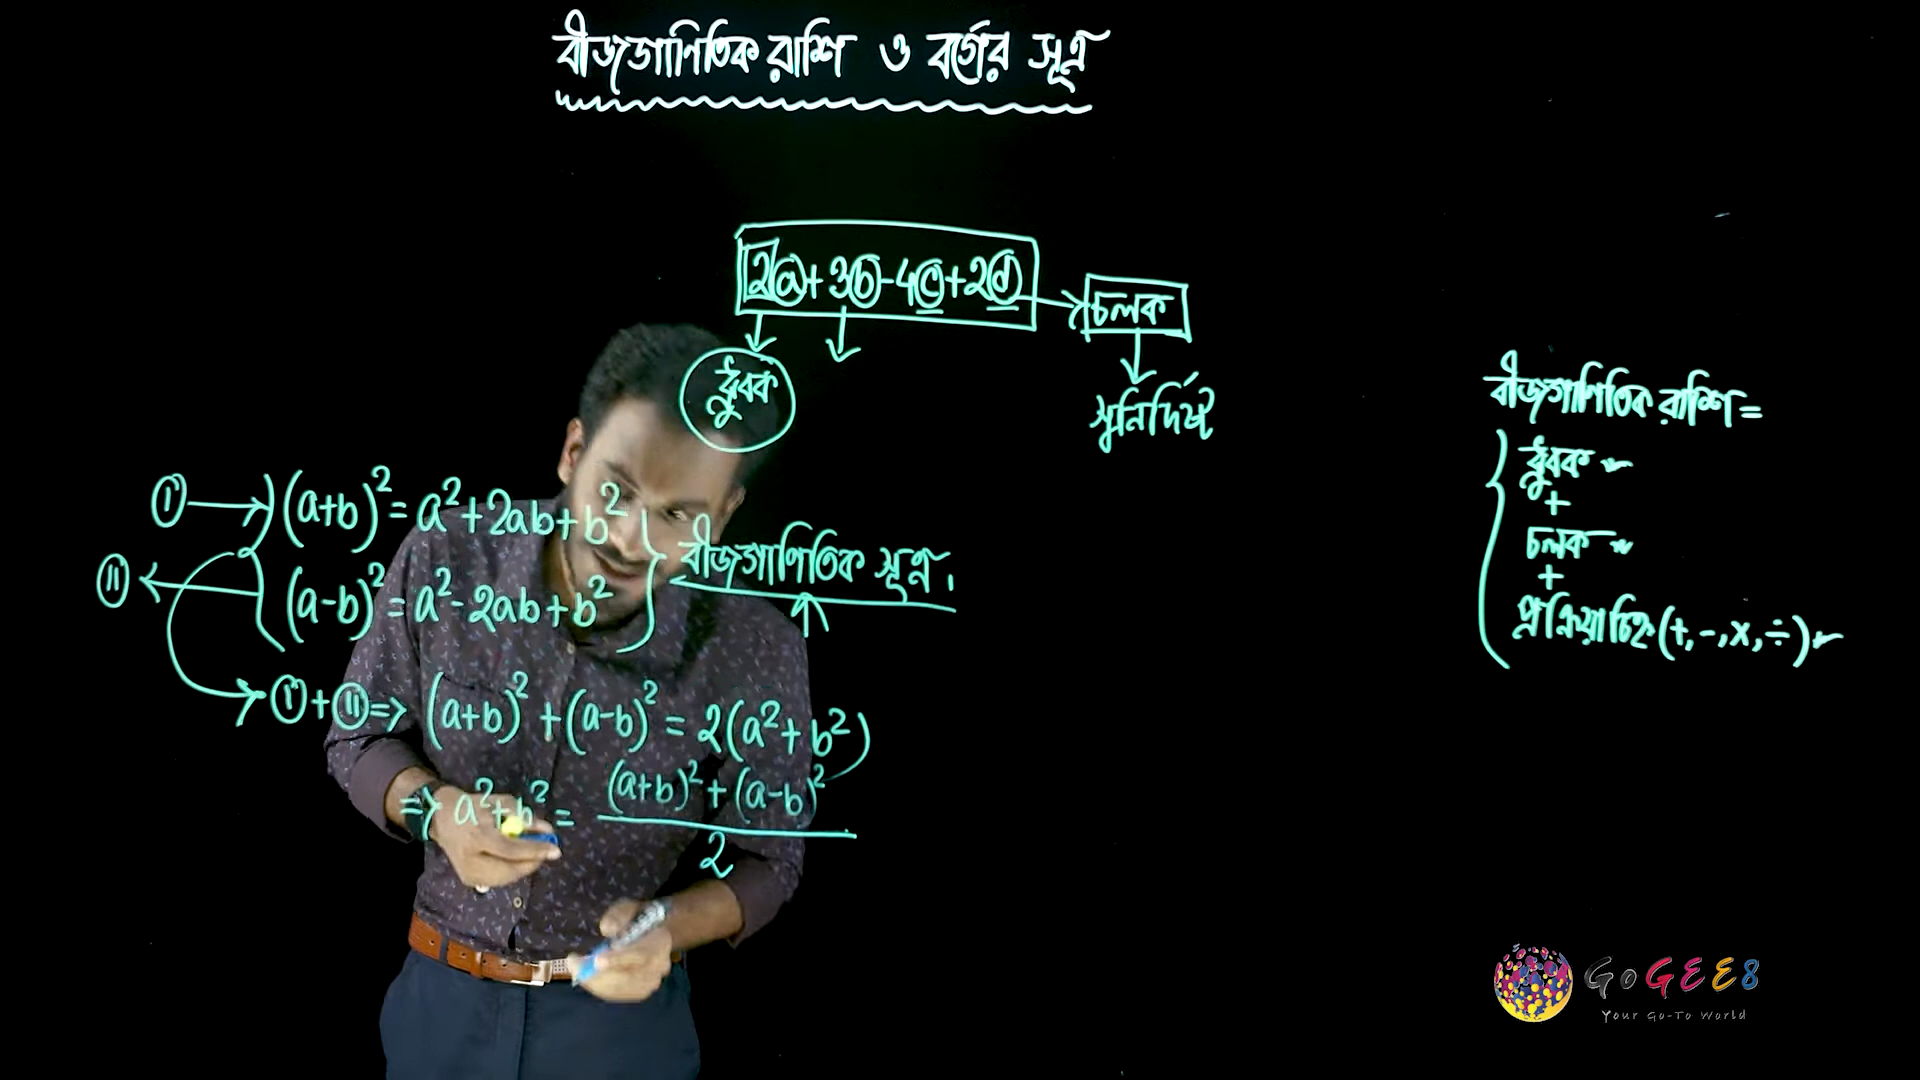 বীজগাণিতিক রাশি ও বর্গের সূত্র
2a+3b-4c+2d
চলক
ধ্রুবক
সুনির্দিষ্ট
i (a+b)² = a²+2ab+b²
ii (a-b)² = a²-2ab+b²
বীজগাণিতিক সূত্র।
i+ii => (a+b)² + (a-b)² = 2(a²+b²)
=> a²+b² = (a+b)²+(a-b)²
2
বীজগাণিতিক রাশি =
ধ্রুবক
+
চলক
+
প্রক্রিয়া চিহ্ন (+,-,x,÷)
GoGEE8
Your Go-To World